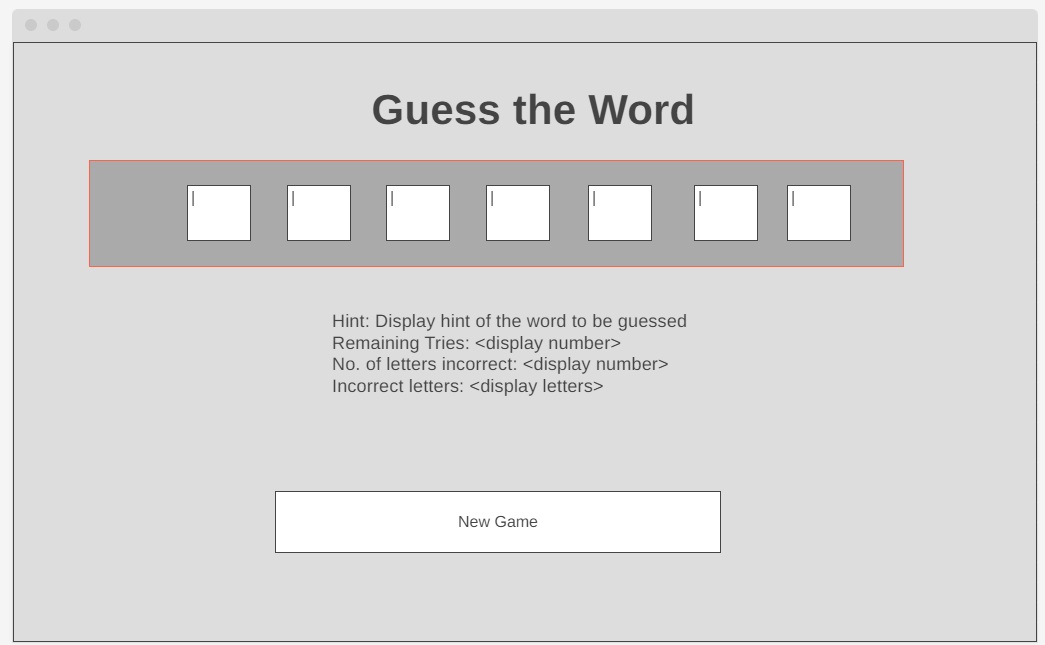 Guess the Word
Hint: Display hint of the word to be guessed
Remaining Tries: <display number>
No. of letters incorrect: <display number>
Incorrect letters: <display letters>
New Game